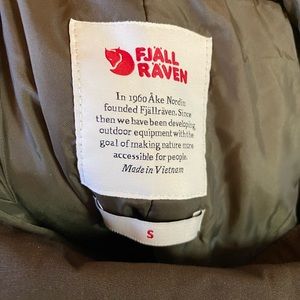 FJÄLL
RÄVEN
In 1960 Åke Nordin
founded Fjällräven. Since
then we have been developing
outdoor equipment with the
goal of making nature more
accessible for people.
Made in Vietnam
S